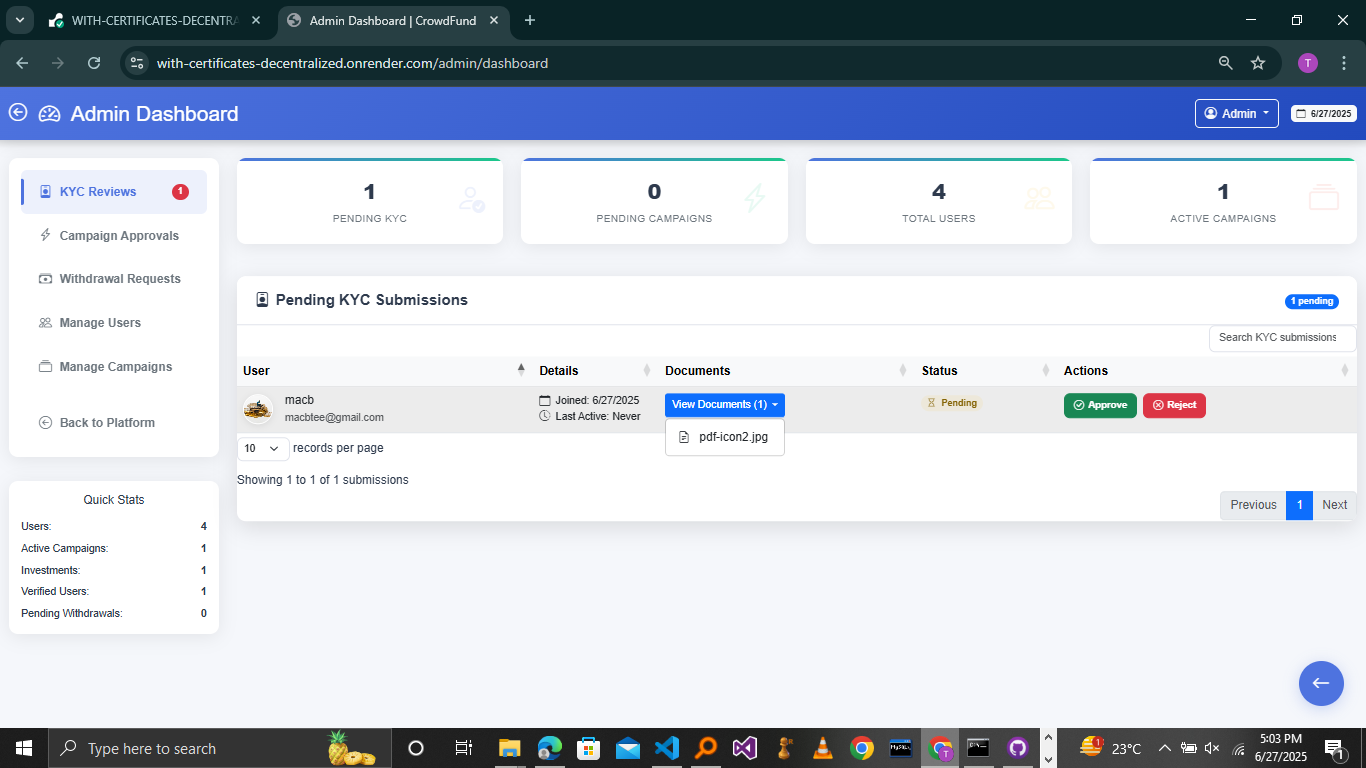 WITH-CERTIFICATES-DECENTRA
Admin Dashboard | CrowdFund
with-certificates-decentralized.onrender.com/admin/dashboard
T
Admin Dashboard
Admin
6/27/2025
KYC Reviews
1
Campaign Approvals
Withdrawal Requests
Manage Users
Manage Campaigns
Back to Platform
Quick Stats
Users: 4
Active Campaigns: 1
Investments: 1
Verified Users: 1
Pending Withdrawals: 0
1
PENDING KYC
0
PENDING CAMPAIGNS
4
TOTAL USERS
1
ACTIVE CAMPAIGNS
Pending KYC Submissions
1 pending
Search KYC submissions
User Details Documents Status Actions
macb
macbtee@gmail.com
Joined: 6/27/2025
Last Active: Never
View Documents (1)
pdf-icon2.jpg
Pending
Approve
Reject
10 records per page
Showing 1 to 1 of 1 submissions
Previous 1 Next
Type here to search
MySQL
T
1
23°C
5:03 PM
6/27/2025
1